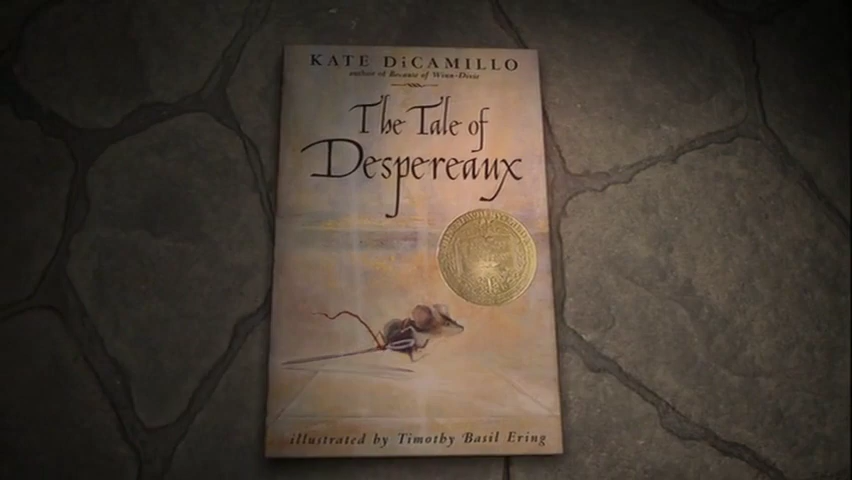 KATE DiCAMILLO
author of Because of Winn-Dixie
The Tale of
Despereaux
illustrated by Timothy Basil Ering